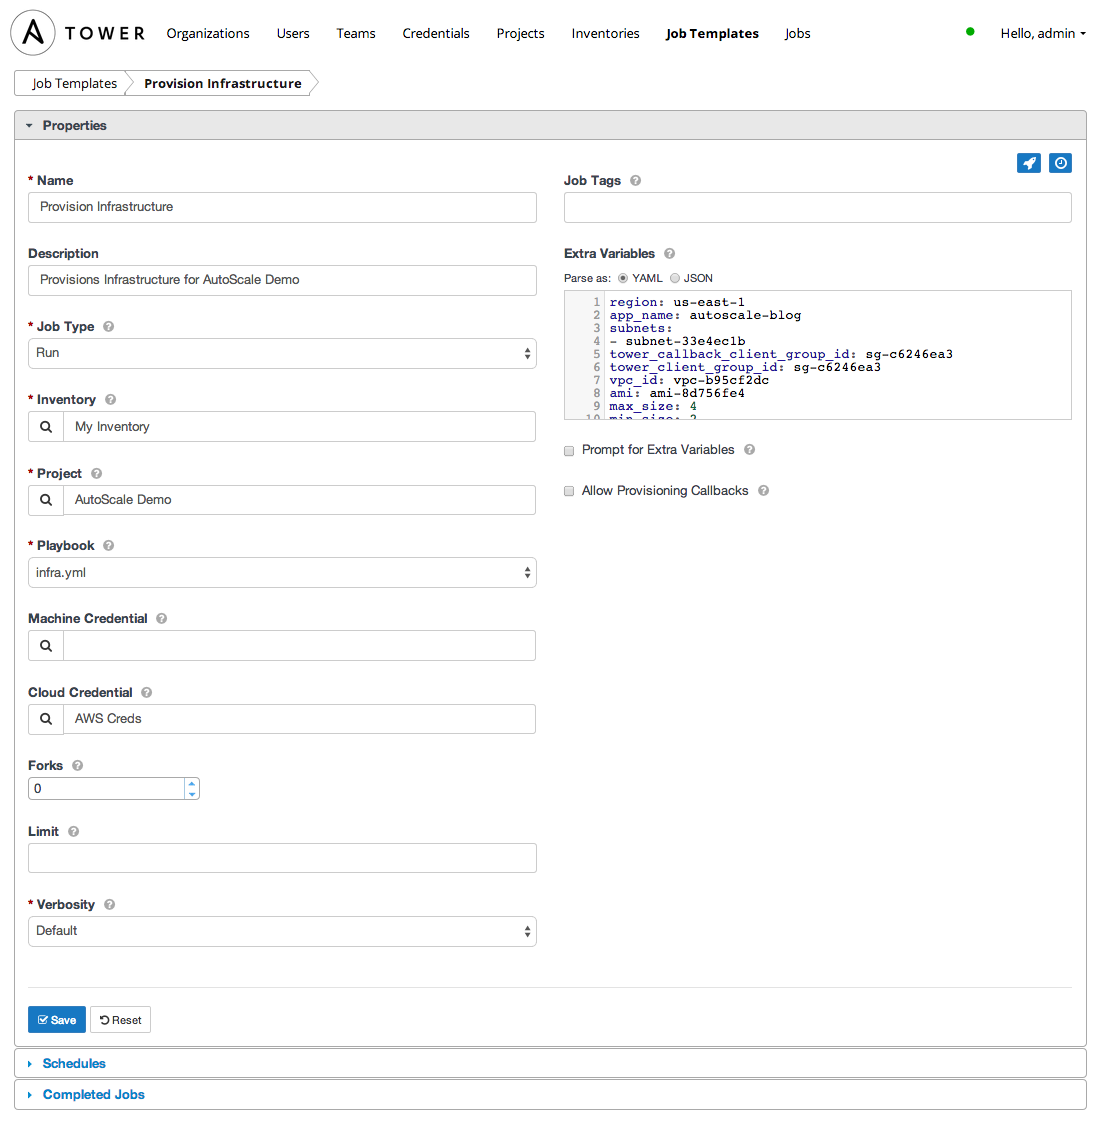 TOWER Organizations Users Teams Credentials Projects Inventories Job Templates Jobs Hello, admin
Job Templates Provision Infrastructure
Properties
* Name
Provision Infrastructure
Description
Provisions Infrastructure for AutoScale Demo
* Job Type
Run
* Inventory
My Inventory
* Project
AutoScale Demo
* Playbook
infra.yml
Machine Credential
Cloud Credential
AWS Creds
Forks
0
Limit
* Verbosity
Default
Job Tags
Extra Variables
Parse as: YAML JSON
1 region: us-east-1
2 app_name: autoscale-blog
3 subnets:
4 - subnet-33e4ec1b
5 tower_callback_client_group_id: sg-c6246ea3
6 tower_client_group_id: sg-c6246ea3
7 vpc_id: vpc-b95cf2dc
8 ami: ami-8d756fe4
9 max_size: 4
10 min_size: 2
Prompt for Extra Variables
Allow Provisioning Callbacks
Save Reset
Schedules
Completed Jobs